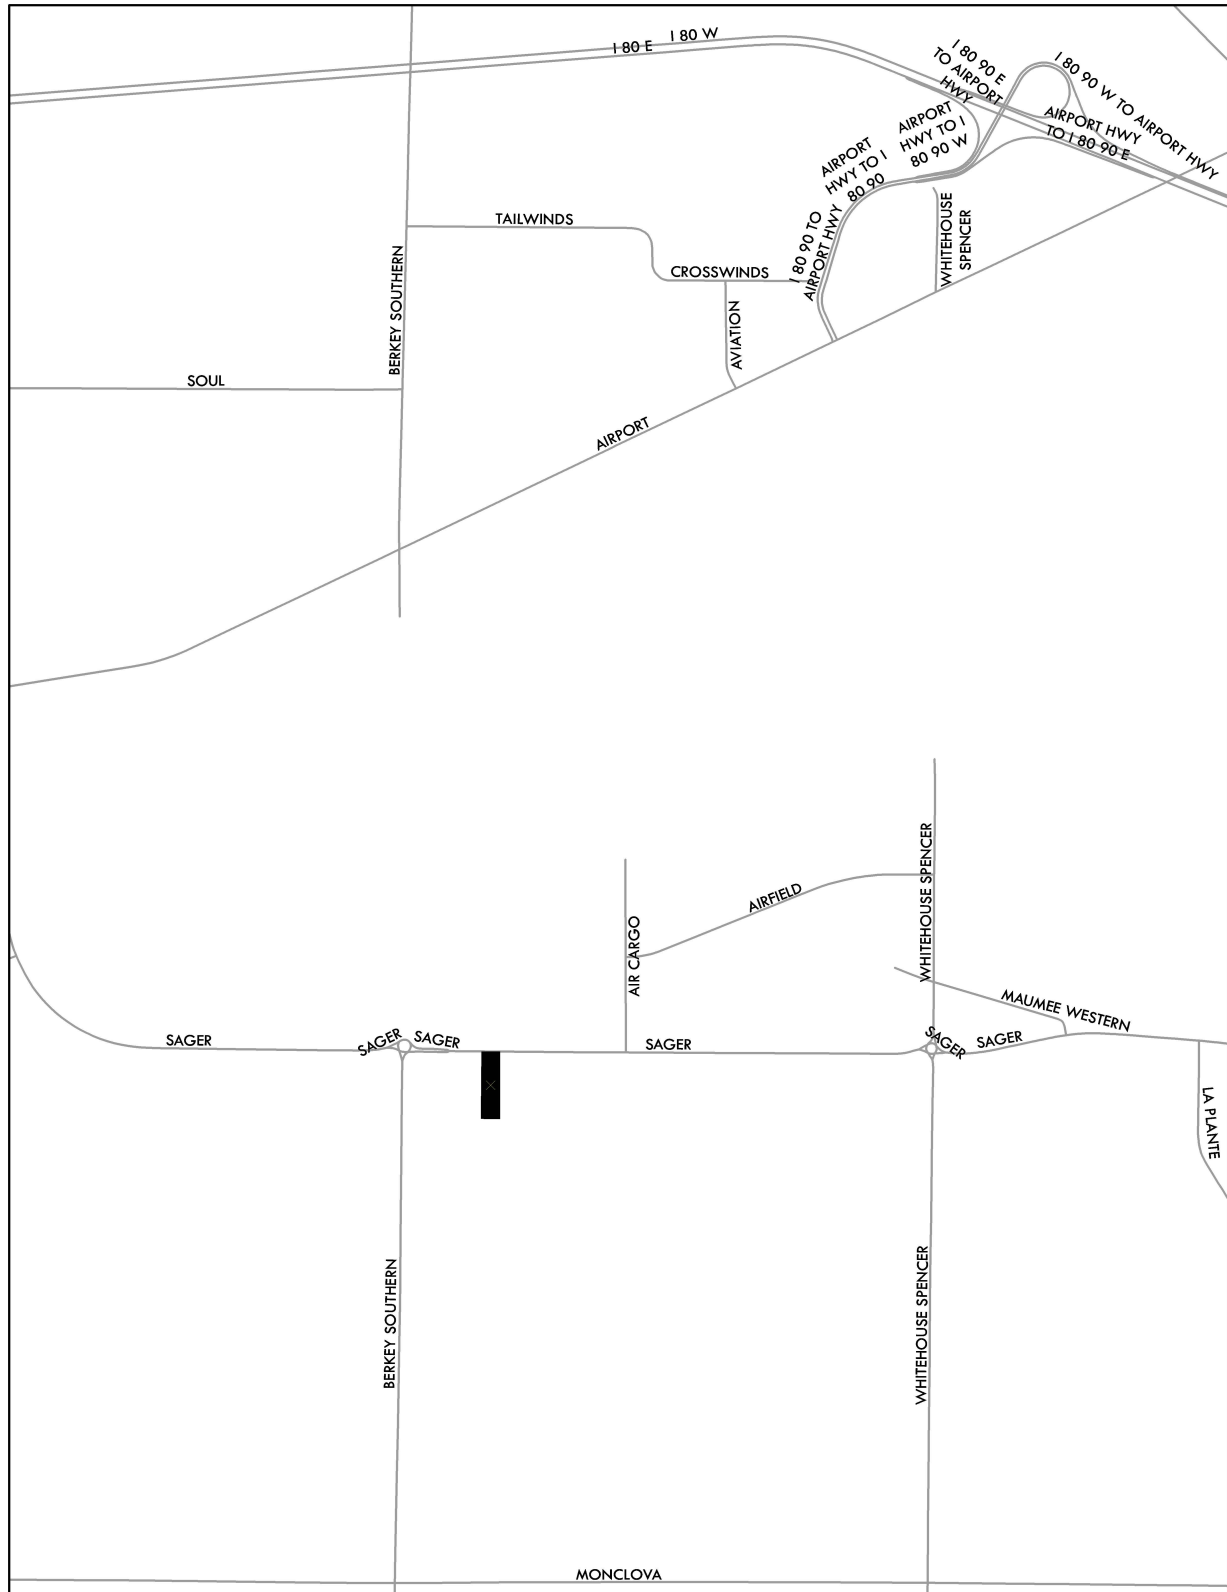 I 80 W
I 80 E
I 80 90 E
TO AIRPORT
HWY
I 80 90 W TO AIRPORT HWY
AIRPORT HWY
TO I 80 90 E
AIRPORT
HWY TO I
80 90 W
AIRPORT
HWY TO I
80 90
I 80 90 TO
AIRPORT HWY
WHITEHOUSE
SPENCER
TAILWINDS
CROSSWINDS
BERKEY SOUTHERN
AVIATION
SOUL
AIRPORT
WHITEHOUSE SPENCER
AIRFIELD
AIR CARGO
MAUMEE WESTERN
SAGER
SAGER
SAGER
SAGER
SAGER
SAGER
LA PLANTE
BERKEY SOUTHERN
WHITEHOUSE SPENCER
MONCLOVA